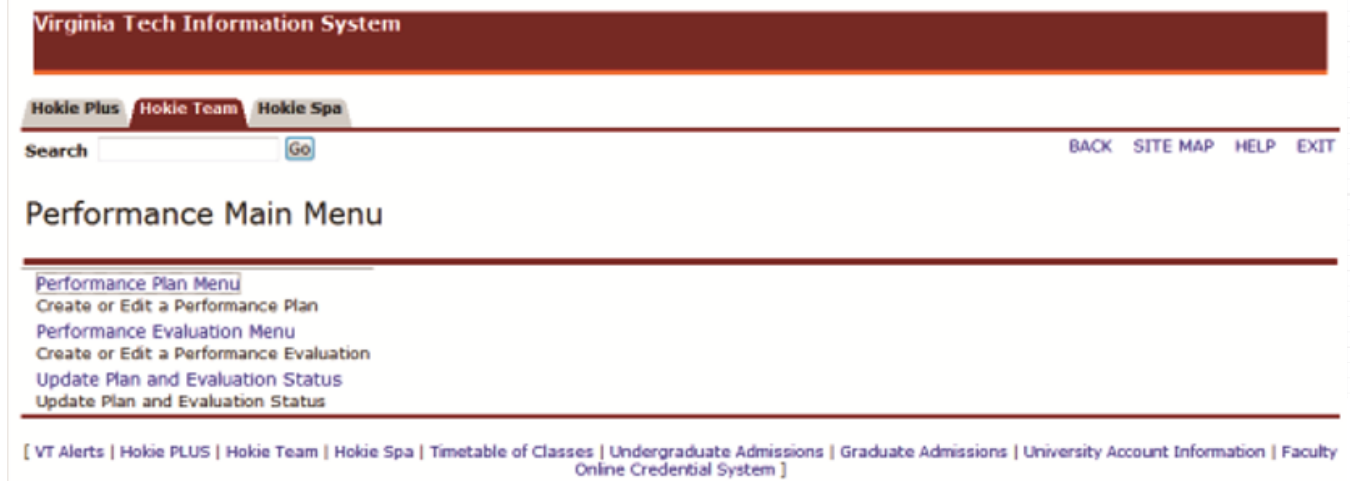 Virginia Tech Information System
Hokie Plus Hokie Team Hokie Spa
Search Go BACK SITE MAP HELP EXIT
Performance Main Menu
Performance Plan Menu
Create or Edit a Performance Plan
Performance Evaluation Menu
Create or Edit a Performance Evaluation
Update Plan and Evaluation Status
Update Plan and Evaluation Status
[ VT Alerts | Hokie PLUS | Hokie Team | Hokie Spa | Timetable of Classes | Undergraduate Admissions | Graduate Admissions | University Account Information | Faculty
Online Credential System ]